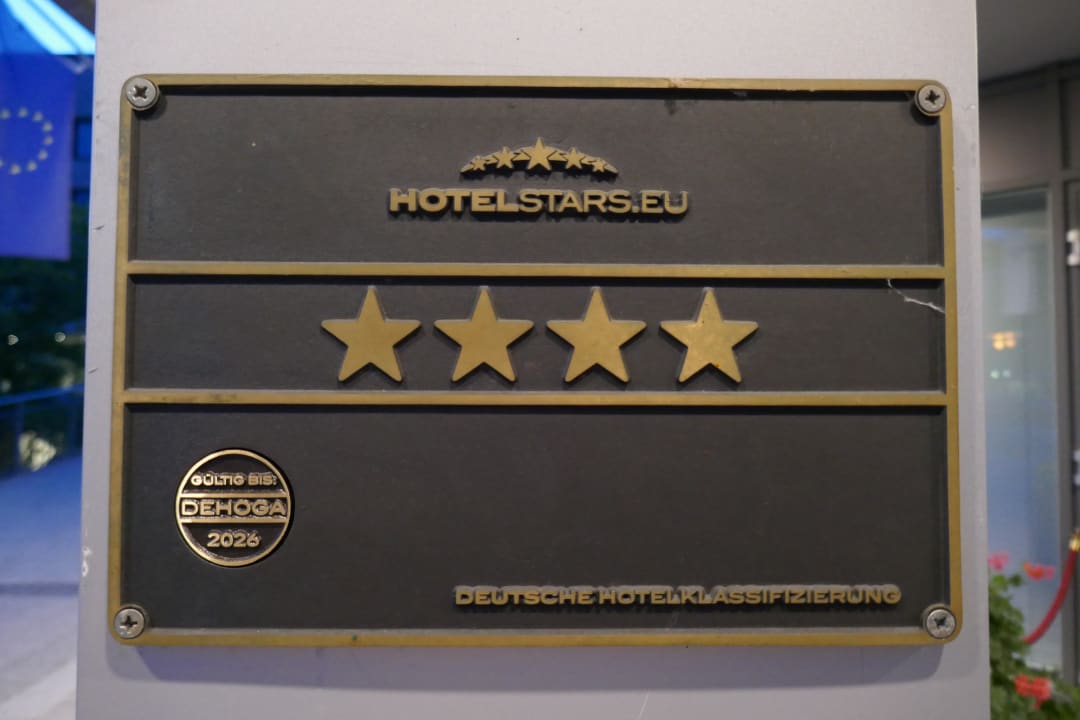 HOTELSTARS.EU
GÜLTIG BIS:
DEHOGA
2026
DEUTSCHE HOTELKLASSIFIZIERUNG